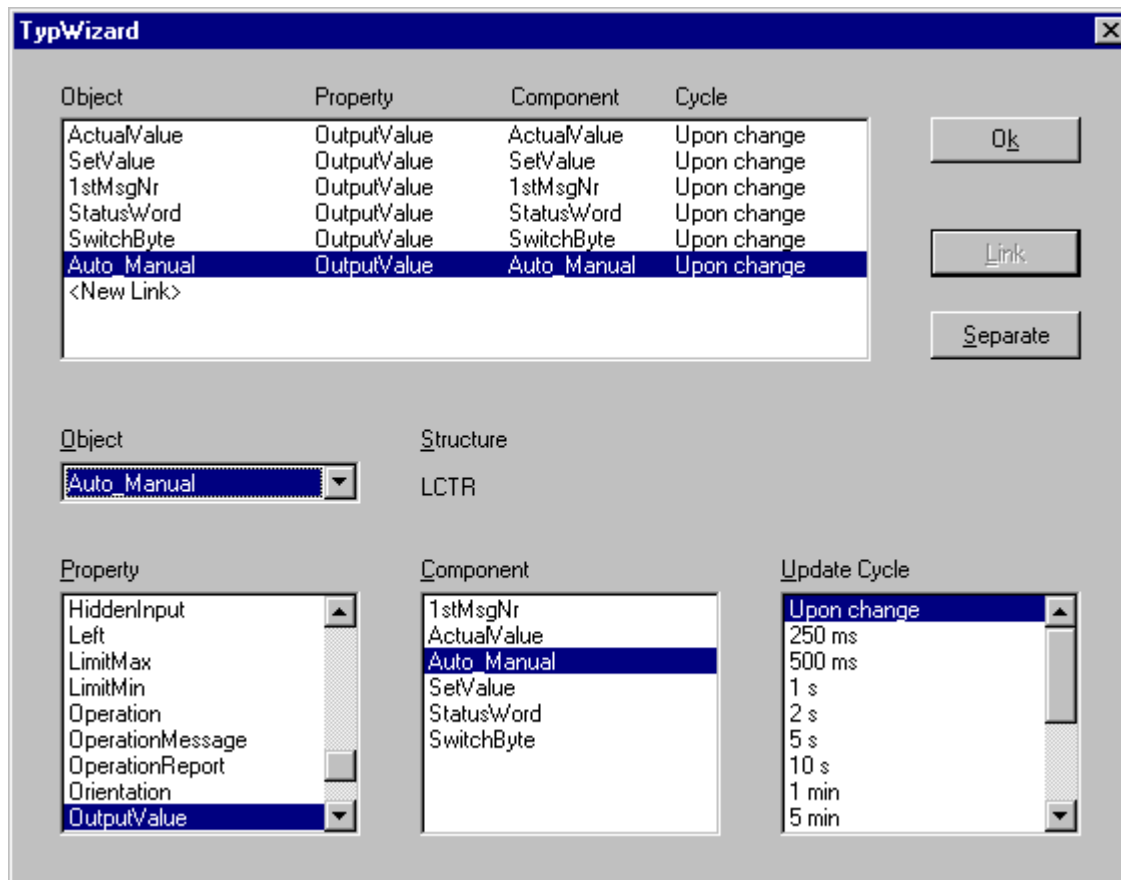 TypWizard
Object Property Component Cycle
ActualValue OutputValue ActualValue Upon change
SetValue OutputValue SetValue Upon change
1stMsgNr OutputValue 1stMsgNr Upon change
StatusWord OutputValue StatusWord Upon change
SwitchByte OutputValue SwitchByte Upon change
Auto_Manual OutputValue Auto_Manual Upon change
<New Link>
Ok
Link
Separate
Object
Auto_Manual
Structure
LCTR
Property
HiddenInput
Left
LimitMax
LimitMin
Operation
OperationMessage
OperationReport
Orientation
OutputValue
Component
1stMsgNr
ActualValue
Auto_Manual
SetValue
StatusWord
SwitchByte
Update Cycle
Upon change
250 ms
500 ms
1 s
2 s
5 s
10 s
1 min
5 min